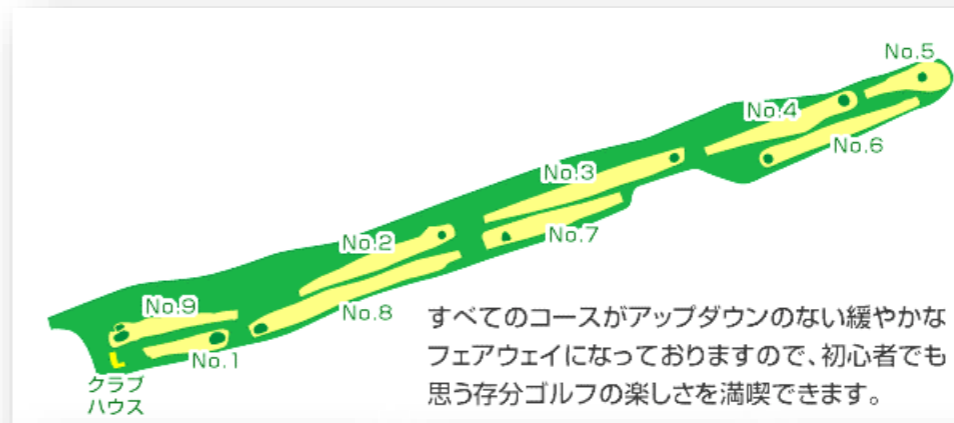 No.5
No.4
No.6
No.3
No.7
No.2
No.8
No.9
No.1
クラブ
ハウス
すべてのコースがアップダウンのない緩やかな
フェアウェイになっておりますので、初心者でも
思う存分ゴルフの楽しさを満喫できます。